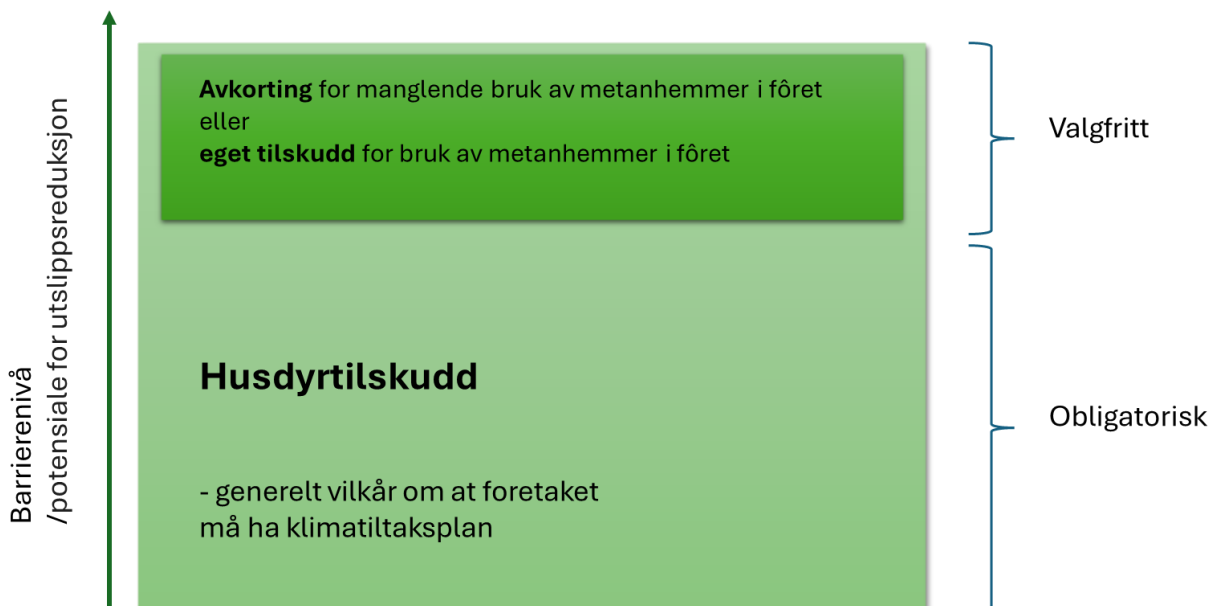 Avkorting for manglende bruk av metanhemmer i fôret
eller
eget tilskudd for bruk av metanhemmer i fôret
Valgfritt
Barrierenivå
/potensiale for utslippsreduksjon
Husdyrtilskudd
Obligatorisk
- generelt vilkår om at foretaket
må ha klimatiltaksplan